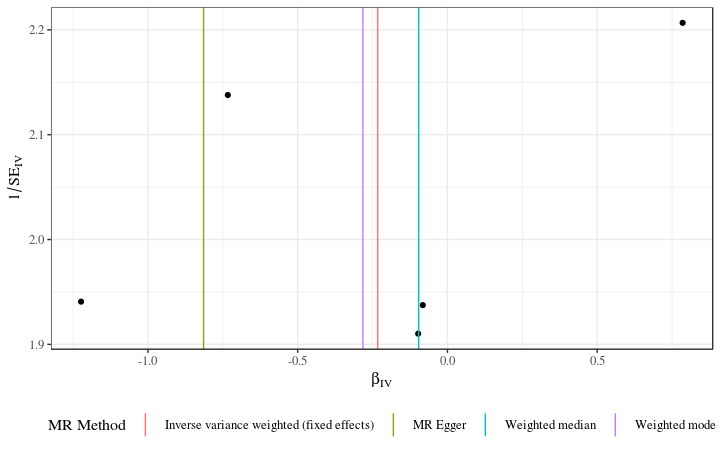 2.2
2.1
2.0
1.9
1/SE_IV
-1.0 -0.5 0.0 0.5
β_IV
MR Method Inverse variance weighted (fixed effects) MR Egger Weighted median Weighted mode